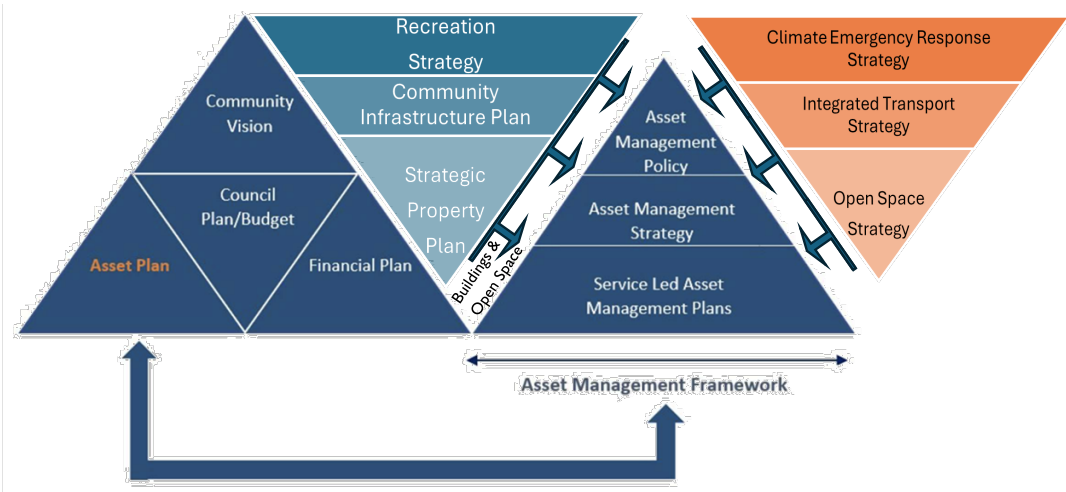 Community
Vision
Council
Plan/Budget
Asset Plan
Financial Plan
Recreation
Strategy
Community
Infrastructure Plan
Strategic
Property
Plan
Buildings &
Open Space
Asset
Management
Policy
Asset Management
Strategy
Service Led Asset
Management Plans
Climate Emergency Response
Strategy
Integrated Transport
Strategy
Open Space
Strategy
Asset Management Framework